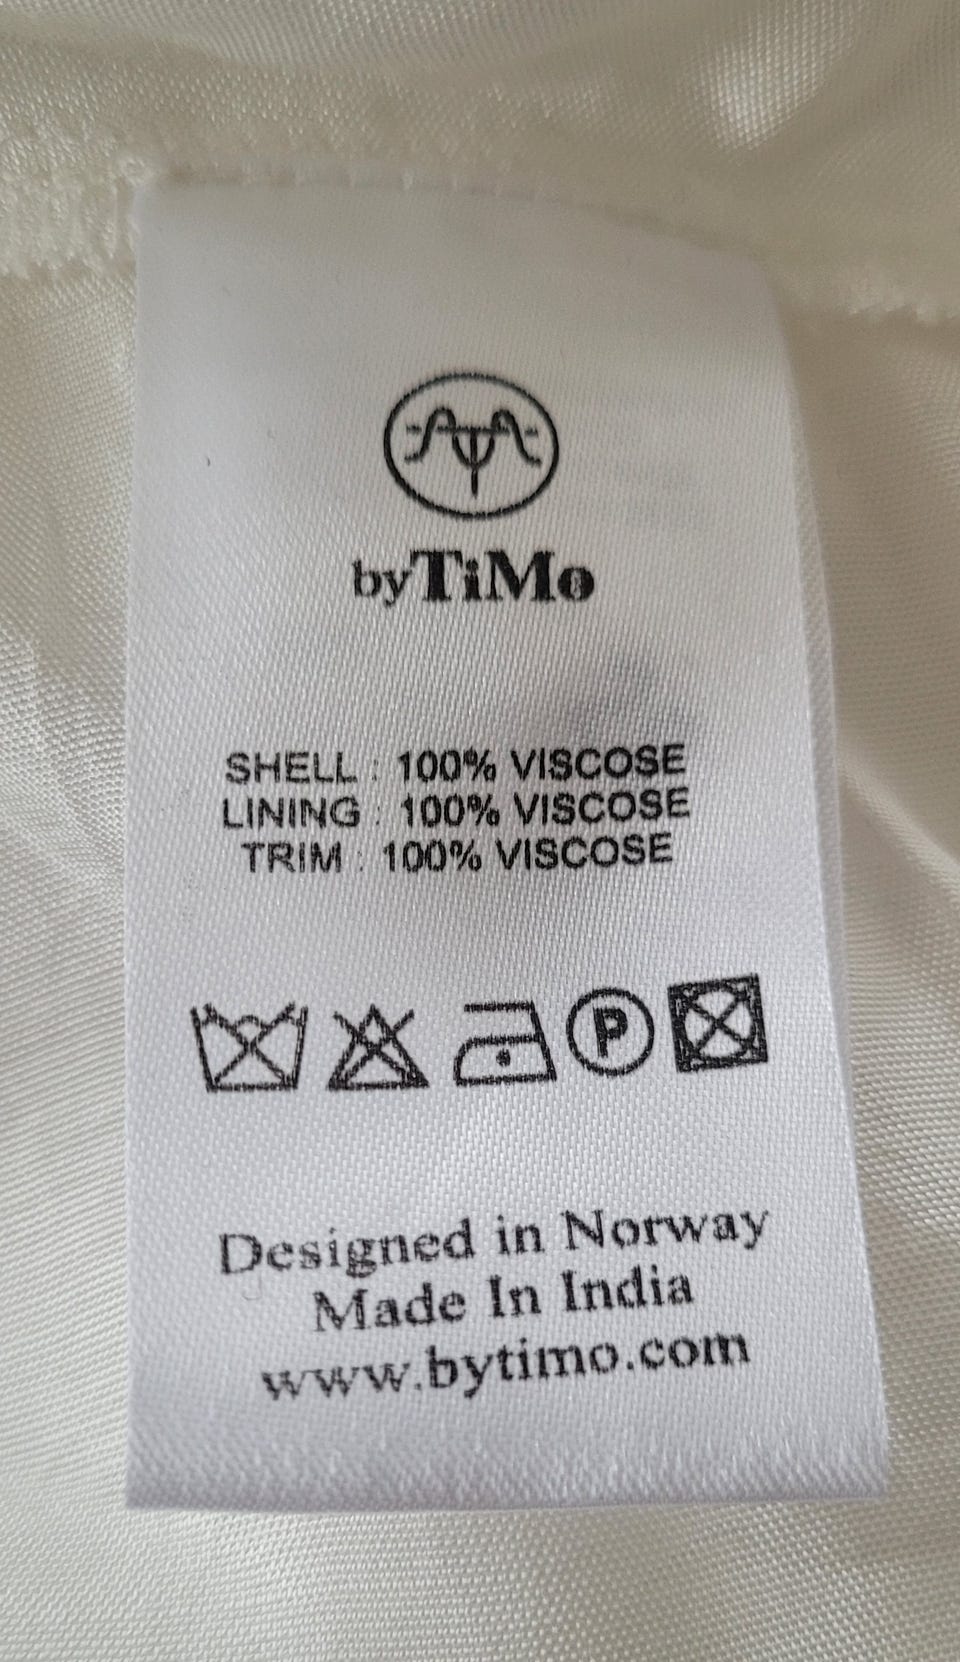 byTiMo
SHELL : 100% VISCOSE
LINING : 100% VISCOSE
TRIM : 100% VISCOSE
P
Designed in Norway
Made In India
www.bytimo.com